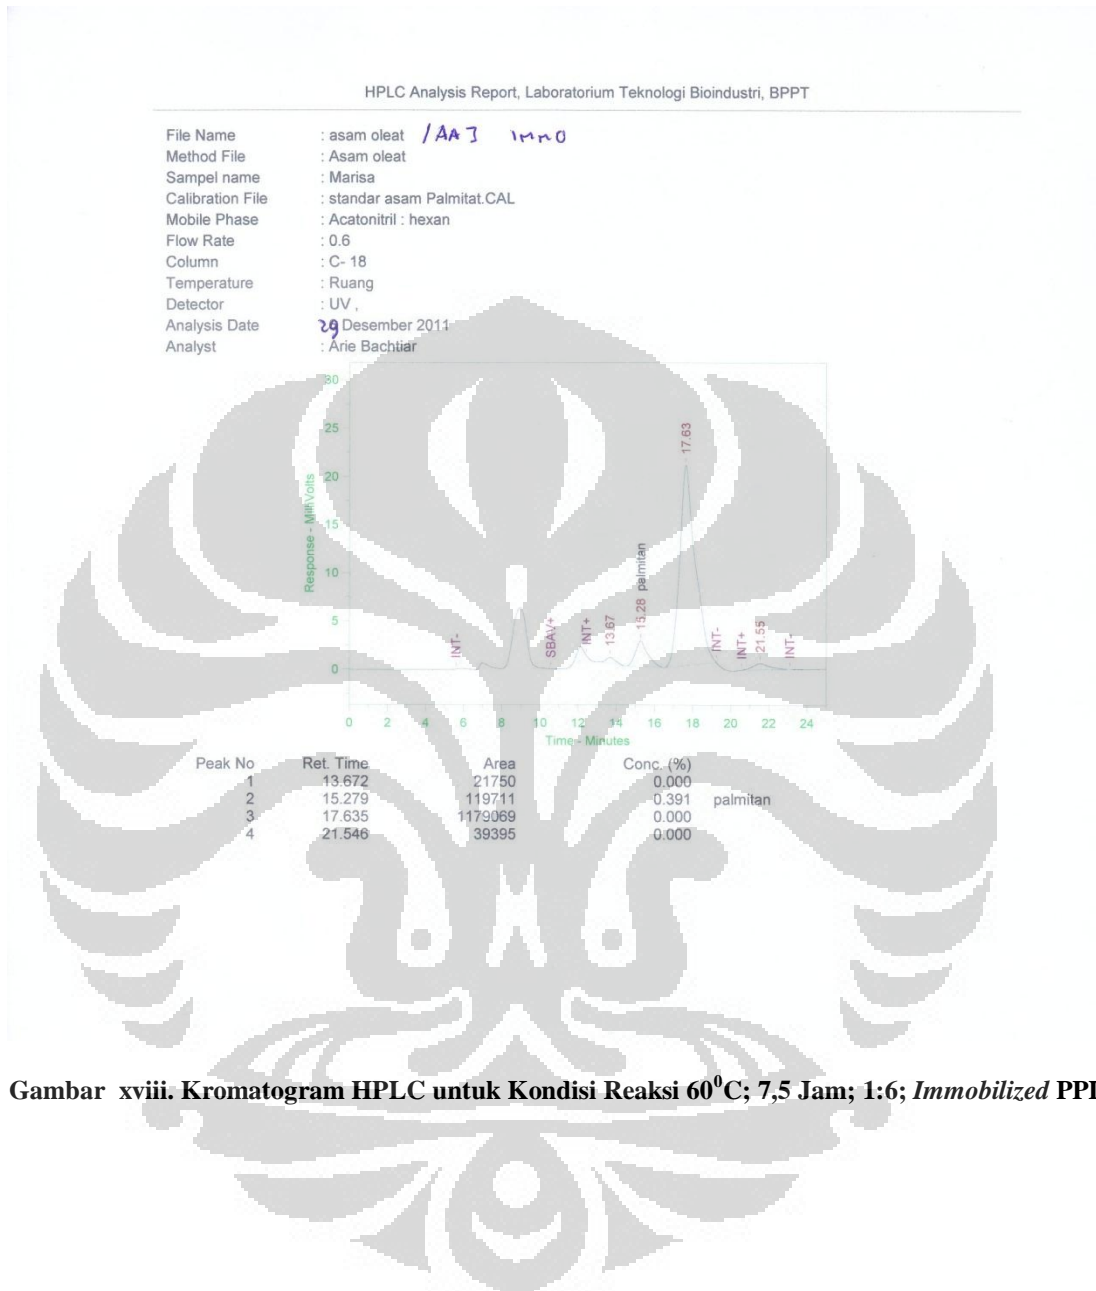 HPLC Analysis Report, Laboratorium Teknologi Bioindustri, BPPT
File Name : asam oleat /AA3 IMMO
Method File : Asam oleat
Sampel name : Marisa
Calibration File : standar asam Palmitat.CAL
Mobile Phase : Acatonitril : hexan
Flow Rate : 0.6
Column : C- 18
Temperature : Ruang
Detector : UV ,
Analysis Date 29 Desember 2011
Analyst : Arie Bachtiar
30
25
20
15
10
5
0
Response - MilliVolts
INT-
SBAV+
INT+
13.67
15.28 palmitan
17.63
INT-
INT+
21.55
INT-
0 2 4 6 8 10 12 14 16 18 20 22 24
Time - Minutes
Peak No Ret. Time Area Conc. (%)
1 13.672 21750 0.000
2 15.279 119711 0.391 palmitan
3 17.635 1179069 0.000
4 21.546 39395 0.000
Gambar xviii. Kromatogram HPLC untuk Kondisi Reaksi 60⁰C; 7,5 Jam; 1:6; Immobilized